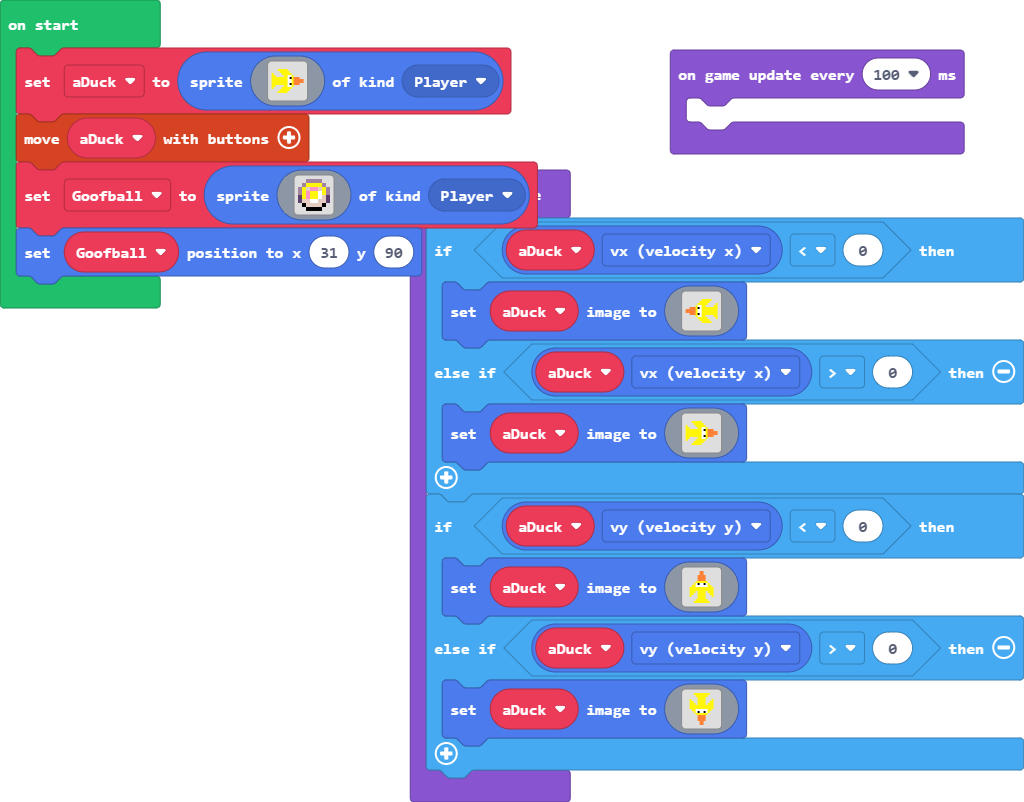 on start
set aDuck to sprite of kind Player
move aDuck with buttons
set Goofball to sprite of kind Player
set Goofball position to x 31 y 90
on game update every 100 ms
if aDuck vx (velocity x) < 0 then
set aDuck image to
else if aDuck vx (velocity x) > 0 then
set aDuck image to
if aDuck vy (velocity y) < 0 then
set aDuck image to
else if aDuck vy (velocity y) > 0 then
set aDuck image to